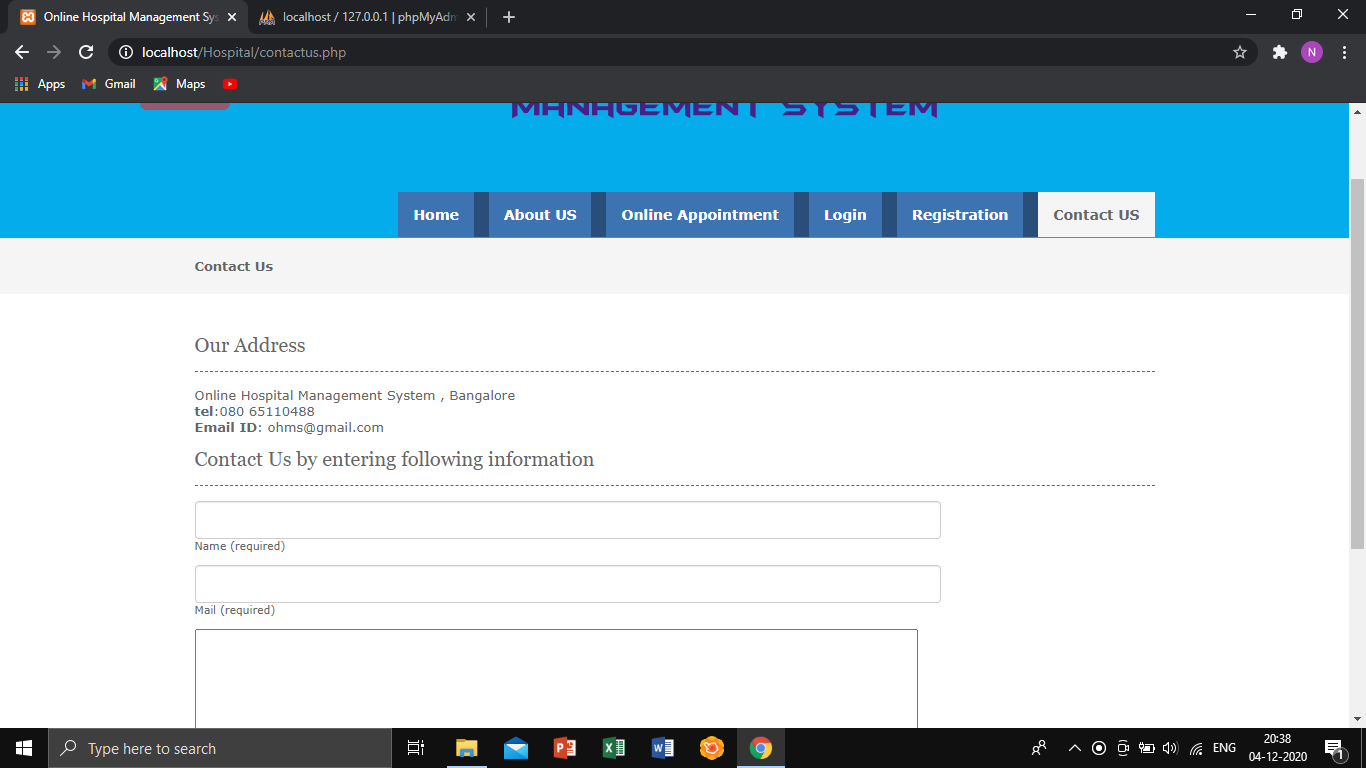 Online Hospital Management Sys
localhost / 127.0.0.1 | phpMyAdm
localhost/Hospital/contactus.php
N
Apps Gmail Maps
MANAGEMENT SYSTEM
Home About US Online Appointment Login Registration Contact US
Contact Us
Our Address
Online Hospital Management System , Bangalore
tel:080 65110488
Email ID: ohms@gmail.com
Contact Us by entering following information
Name (required)
Mail (required)
Type here to search
ENG
20:38
04-12-2020
1